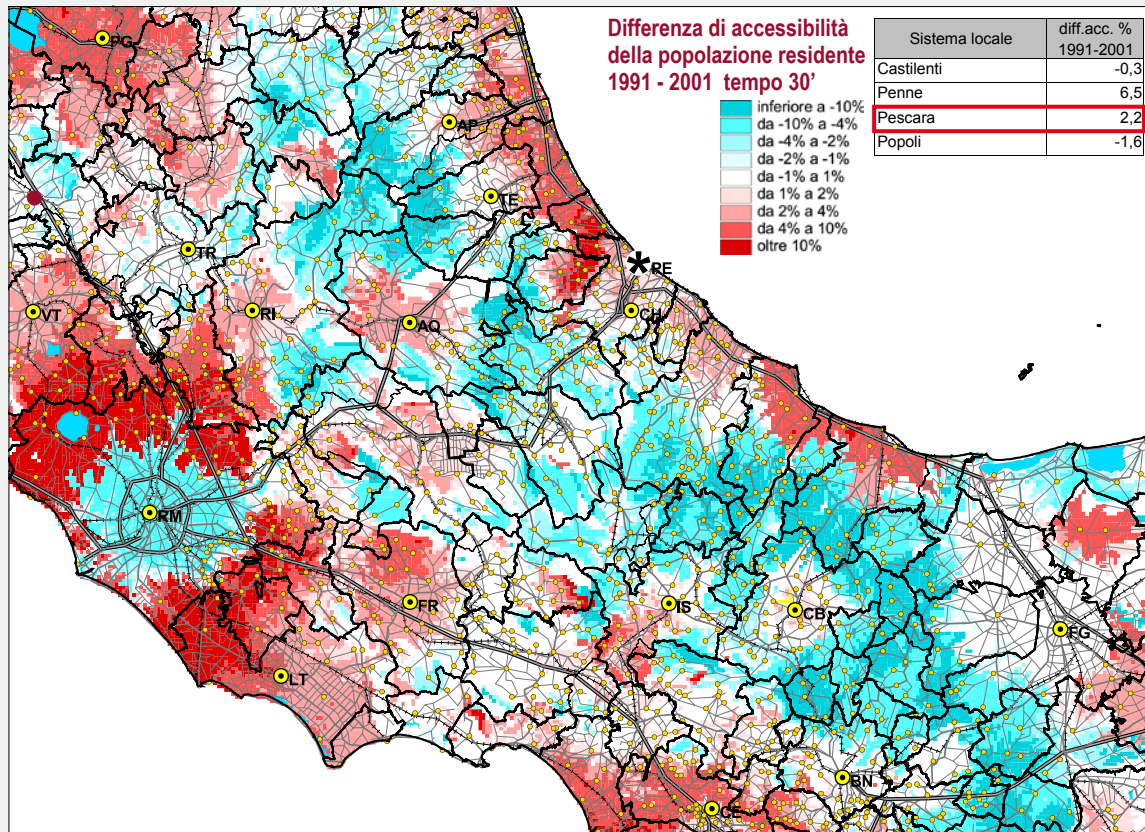 Differenza di accessibilità
della popolazione residente
1991 - 2001 tempo 30'
inferiore a -10%
da -10% a -4%
da -4% a -2%
da -2% a -1%
da -1% a 1%
da 1% a 2%
da 2% a 4%
da 4% a 10%
oltre 10%
Sistema locale diff.acc. %
1991-2001
Castilenti -0,3
Penne 6,5
Pescara 2,2
Popoli -1,6
PG
AP
TE
TR
* PE
VT
RI
AQ
CH
RM
FR
IS
CB
FG
LT
BN
CE